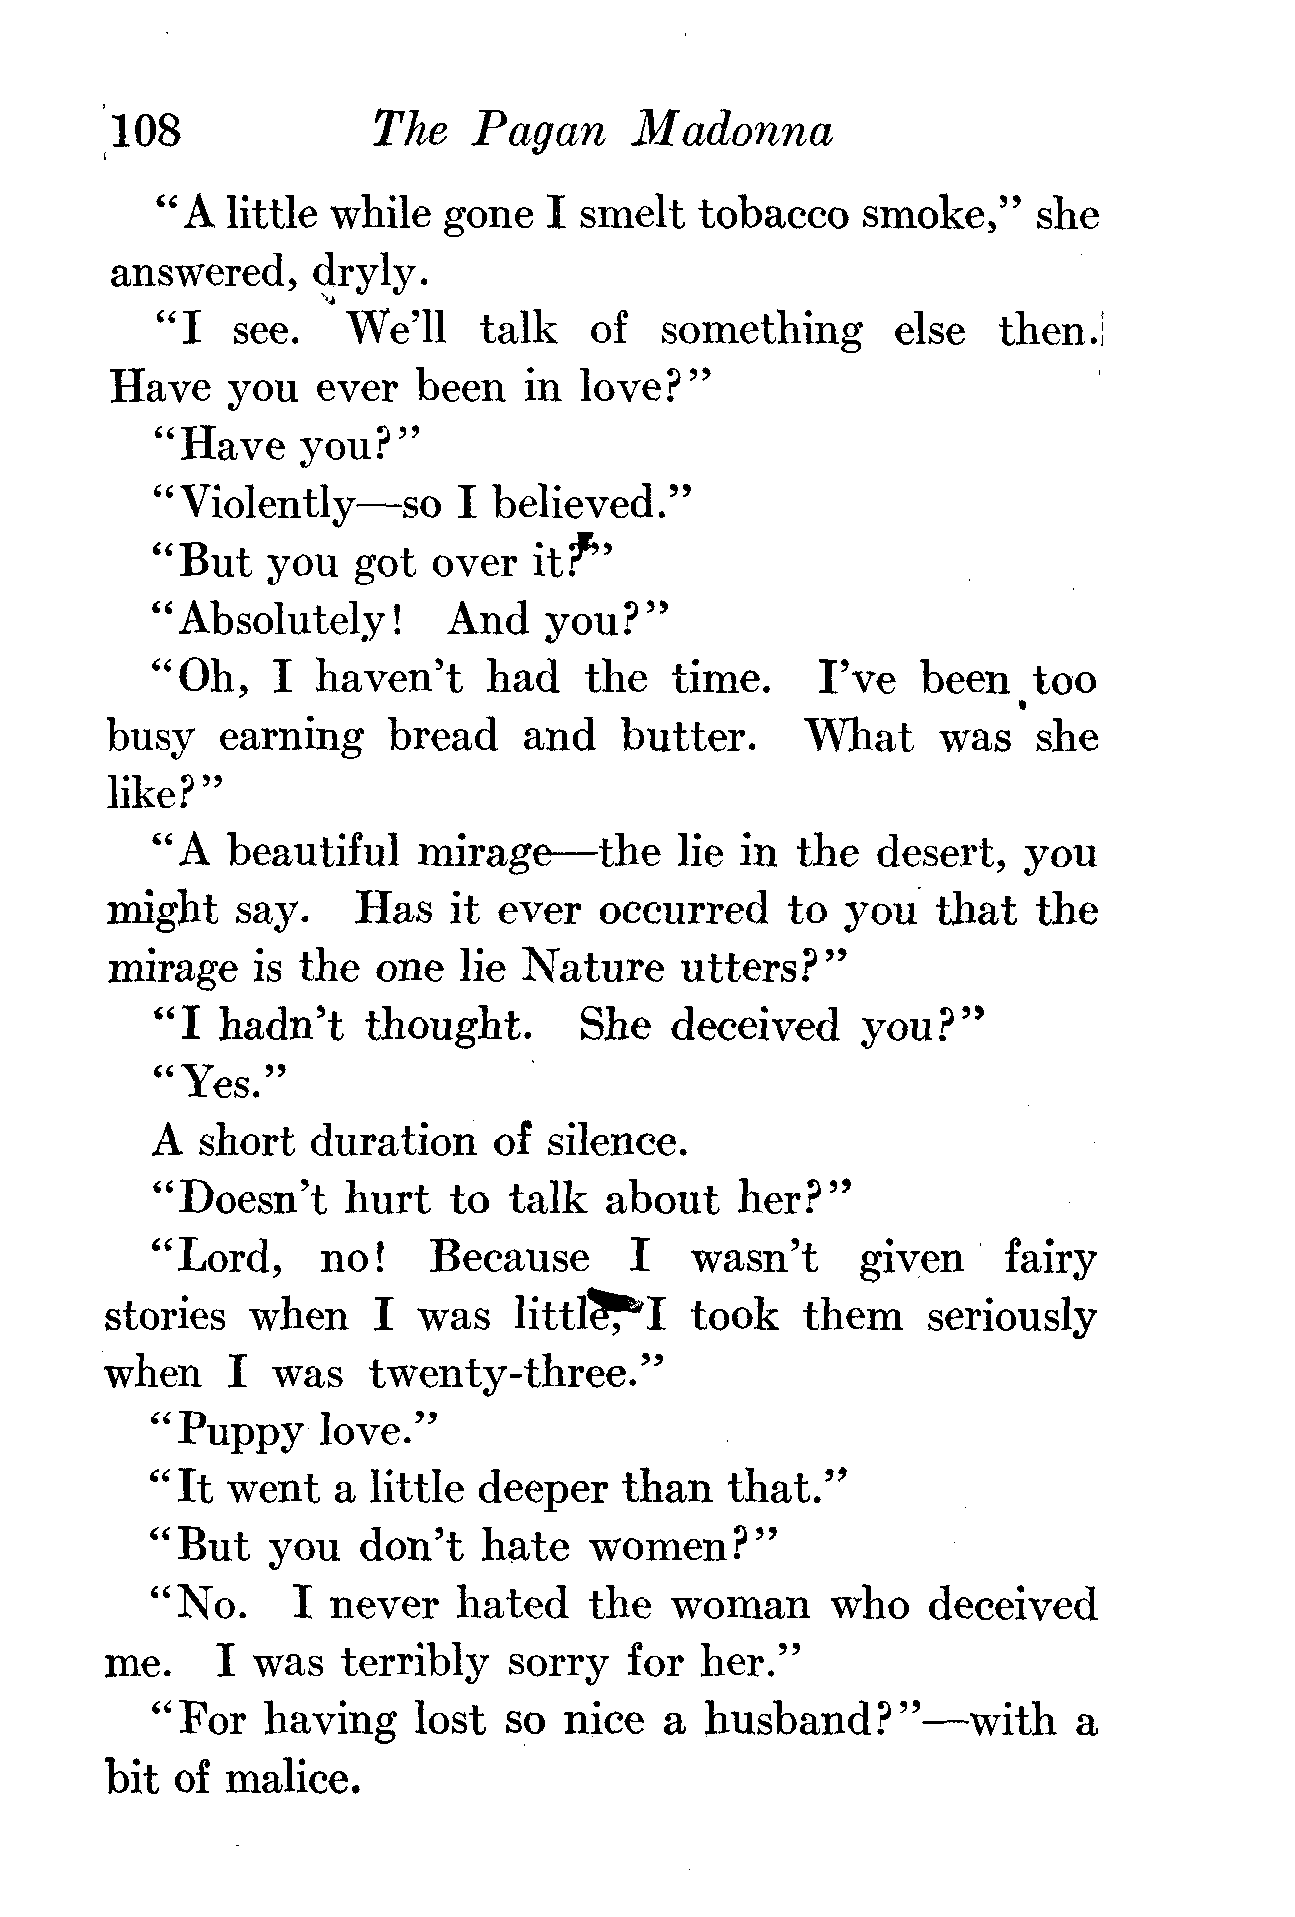 108 The Pagan Madonna
"A little while gone I smelt tobacco smoke," she
answered, dryly.
"I see. We'll talk of something else then.
Have you ever been in love?"
"Have you?"
"Violently—so I believed."
"But you got over it?"
"Absolutely! And you?"
"Oh, I haven't had the time. I've been too
busy earning bread and butter. What was she
like?"
"A beautiful mirage—the lie in the desert, you
might say. Has it ever occurred to you that the
mirage is the one lie Nature utters?"
"I hadn't thought. She deceived you?"
"Yes."
A short duration of silence.
"Doesn't hurt to talk about her?"
"Lord, no! Because I wasn't given fairy
stories when I was little, I took them seriously
when I was twenty-three."
"Puppy love."
"It went a little deeper than that."
"But you don't hate women?"
"No. I never hated the woman who deceived
me. I was terribly sorry for her."
"For having lost so nice a husband?"—with a
bit of malice.